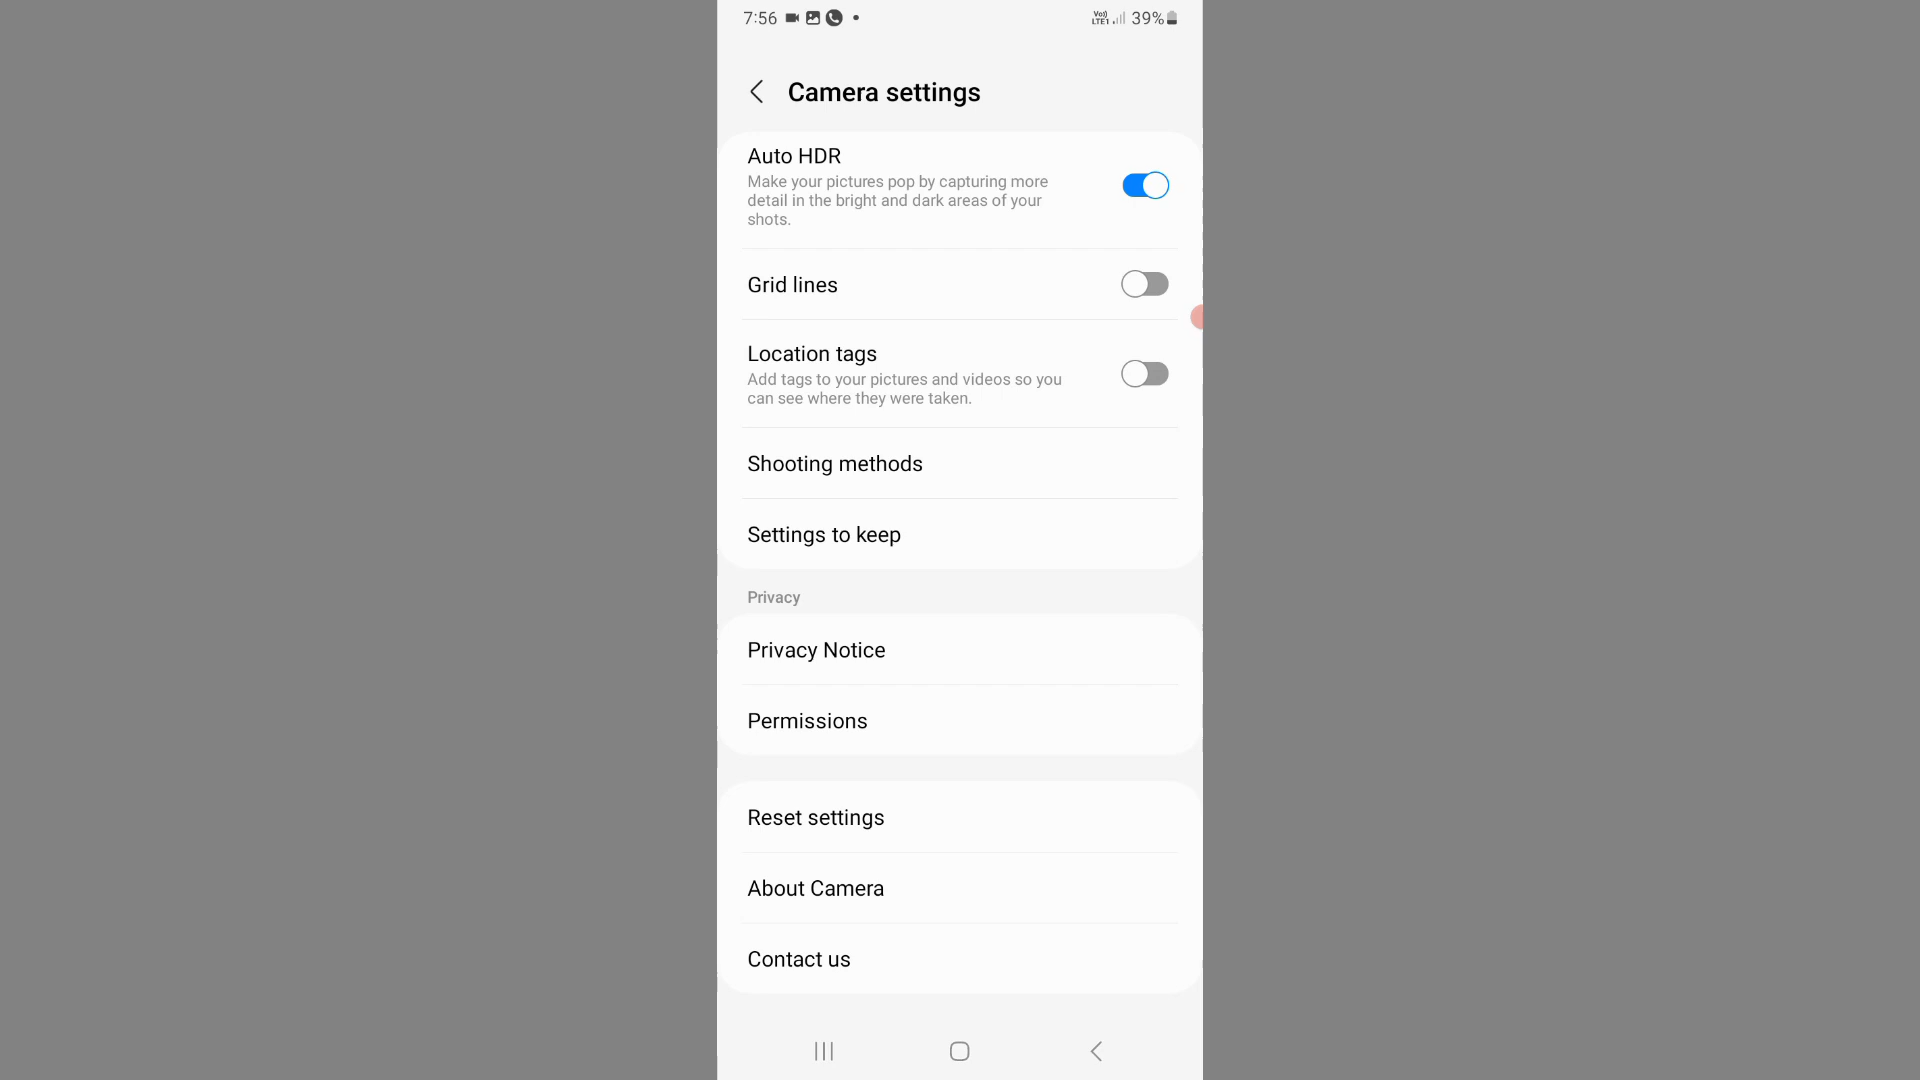 7:56
Vo)) LTE1 39%
Camera settings
Auto HDR
Make your pictures pop by capturing more
detail in the bright and dark areas of your
shots.
Grid lines
Location tags
Add tags to your pictures and videos so you
can see where they were taken.
Shooting methods
Settings to keep
Privacy
Privacy Notice
Permissions
Reset settings
About Camera
Contact us